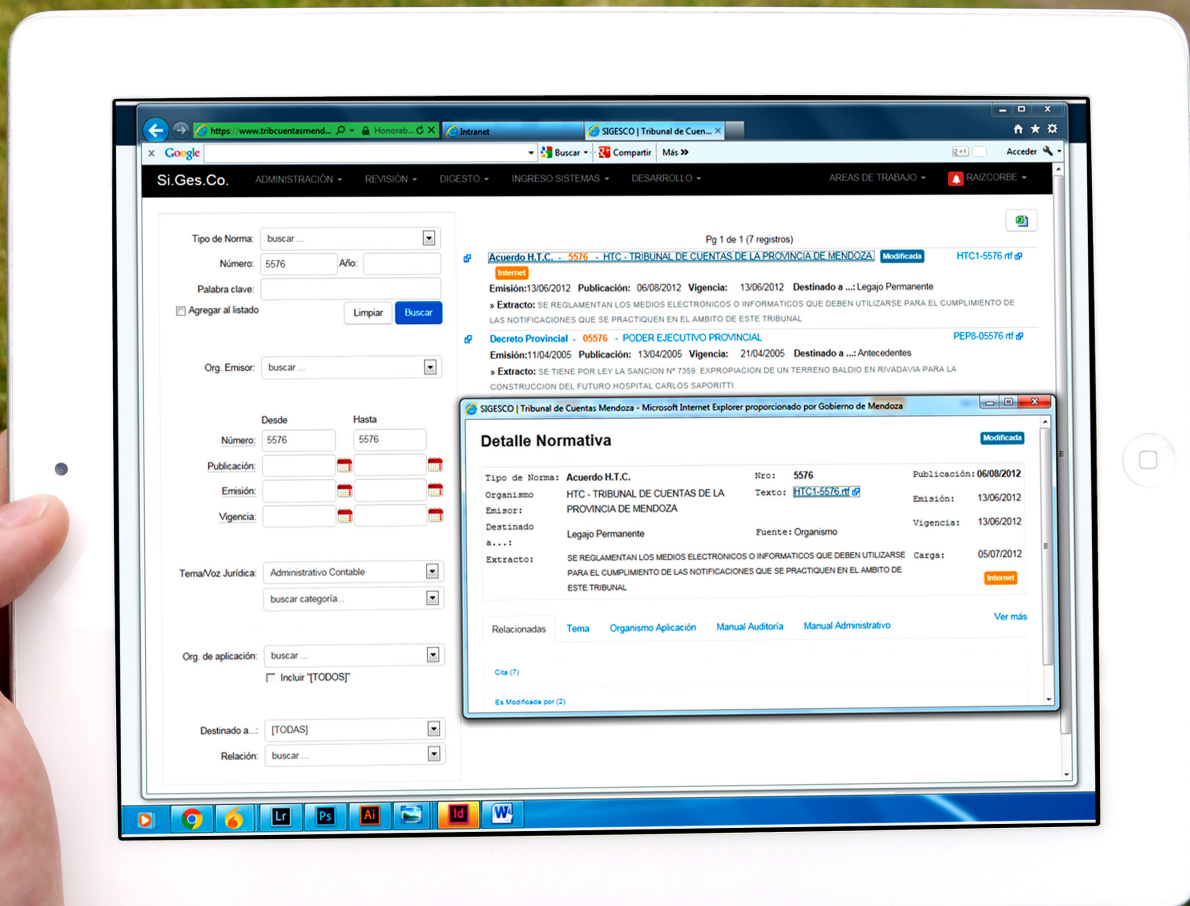 https://www.tribcuentasmend... Honorab... Intranet SIGESCO | Tribunal de Cuen...
x Google Buscar Compartir Más » Acceder
Si.Ges.Co. ADMINISTRACIÓN REVISIÓN DIGESTO INGRESO SISTEMAS DESARROLLO AREAS DE TRABAJO RAIZCORBE
Tipo de Norma: buscar ...
Número: 5576 Año:
Palabra clave:
Agregar al listado Limpiar Buscar
Org. Emisor: buscar ...
Desde Hasta
Número: 5576 5576
Publicación:
Emisión:
Vigencia:
Tema/Voz Jurídica: Administrativo Contable
buscar categoría...
Org. de aplicación: buscar ...
Incluir "[TODOS]"
Destinado a...: [TODAS]
Relación: buscar ...
Pg 1 de 1 (7 registros)
Acuerdo H.T.C. - 5576 - HTC - TRIBUNAL DE CUENTAS DE LA PROVINCIA DE MENDOZA Modificada HTC1-5576.rtf
Internet
Emisión:13/06/2012 Publicación: 06/08/2012 Vigencia: 13/06/2012 Destinado a ...: Legajo Permanente
» Extracto: SE REGLAMENTAN LOS MEDIOS ELECTRONICOS O INFORMATICOS QUE DEBEN UTILIZARSE PARA EL CUMPLIMIENTO DE
LAS NOTIFICACIONES QUE SE PRACTIQUEN EN EL AMBITO DE ESTE TRIBUNAL
Decreto Provincial - 05576 - PODER EJECUTIVO PROVINCIAL PEP8-05576.rtf
Emisión:11/04/2005 Publicación: 13/04/2005 Vigencia: 21/04/2005 Destinado a ...: Antecedentes
» Extracto: SE TIENE POR LEY LA SANCION Nº 7359: EXPROPIACION DE UN TERRENO BALDIO EN RIVADAVIA PARA LA
CONSTRUCCION DEL FUTURO HOSPITAL CARLOS SAPORITTI.
SIGESCO | Tribunal de Cuentas Mendoza - Microsoft Internet Explorer proporcionado por Gobierno de Mendoza
Detalle Normativa Modificada
Tipo de Norma: Acuerdo H.T.C. Nro: 5576 Publicación: 06/08/2012
Organismo Emisor: HTC - TRIBUNAL DE CUENTAS DE LA PROVINCIA DE MENDOZA Texto: HTC1-5576.rtf Emisión: 13/06/2012
Vigencia: 13/06/2012
Destinado a...: Legajo Permanente Fuente: Organismo
Extracto: SE REGLAMENTAN LOS MEDIOS ELECTRONICOS O INFORMATICOS QUE DEBEN UTILIZARSE Carga: 05/07/2012
PARA EL CUMPLIMIENTO DE LAS NOTIFICACIONES QUE SE PRACTIQUEN EN EL AMBITO DE
ESTE TRIBUNAL Internet
Relacionadas Tema Organismo Aplicación Manual Auditoría Manual Administrativo Ver más
Cita (7)
Es Modificada por (2)
Lr Ps Ai Id W